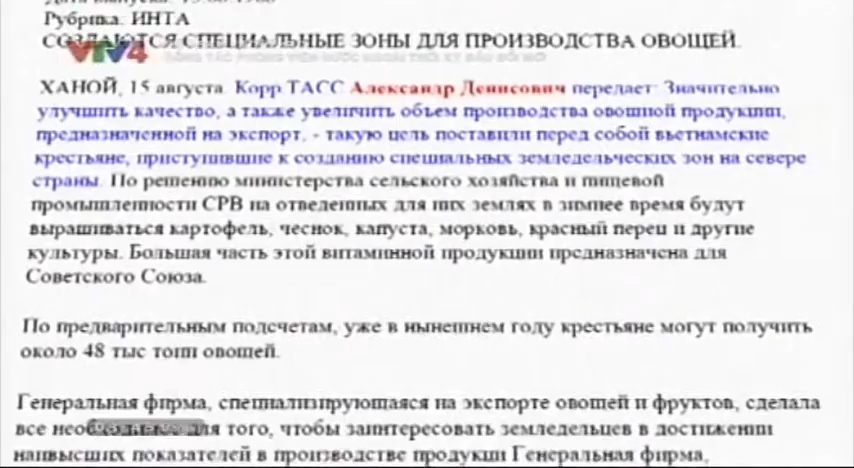 Рубрика: ИНТА
СОЗДАЮТСЯ СПЕЦИАЛЬНЫЕ ЗОНЫ ДЛЯ ПРОИЗВОДСТВА ОВОЩЕЙ.
VTV4
ХАНОЙ, 15 августа. Корр ТАСС Александр Денисович передает: Значительно
улучшить качество, а также увеличить объем производства овощной продукции,
предназначенной на экспорт, - такую цель поставили перед собой вьетнамские
крестьяне, приступившие к созданию специальных земледельческих зон на севере
страны. По решению министерства сельского хозяйства и пищевой
промышленности СРВ на отведенных для них землях в зимнее время будут
выращиваться картофель, чеснок, капуста, морковь, красный перец и другие
культуры. Большая часть этой витаминной продукции предназначена для
Советского Союза.
По предварительным подсчетам, уже в нынешнем году крестьяне могут получить
около 48 тыс тонн овощей.
Генеральная фирма, специализирующаяся на экспорте овощей и фруктов, сделала
все для того, чтобы заинтересовать земледельцев в достижении
наивысших показателей в производстве продукции Генеральная фирма,